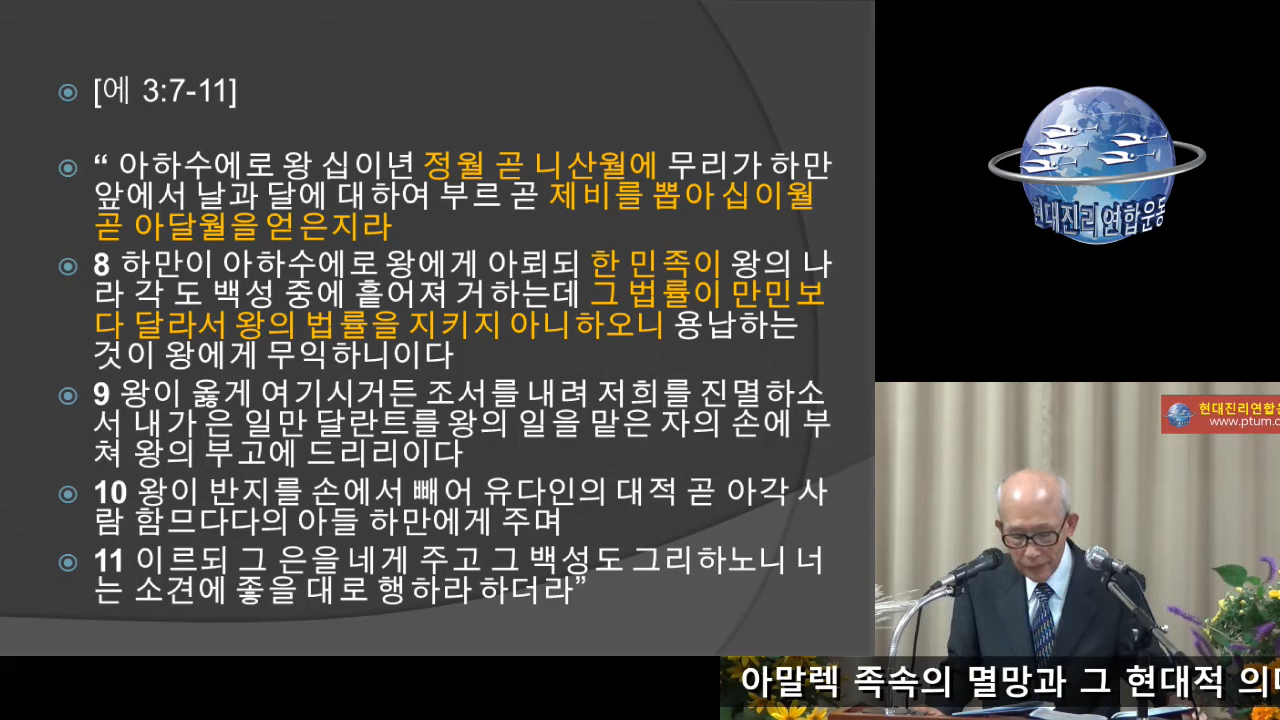 [에 3:7-11]
“ 아하수에로 왕 십이년 정월 곧 니산월에 무리가 하만
앞에서 날과 달에 대하여 부르 곧 제비를 뽑아 십이월
곧 아달월을 얻은지라
8 하만이 아하수에로 왕에게 아뢰되 한 민족이 왕의 나
라 각 도 백성 중에 흩어져 거하는데 그 법률이 만민보
다 달라서 왕의 법률을 지키지 아니하오니 용납하는
것이 왕에게 무익하니이다
9 왕이 옳게 여기시거든 조서를 내려 저희를 진멸하소
서 내가 은 일만 달란트를 왕의 일을 맡은 자의 손에 부
쳐 왕의 부고에 드리리이다
10 왕이 반지를 손에서 빼어 유다인의 대적 곧 아각 사
람 함므다다의 아들 하만에게 주며
11 이르되 그 은을 네게 주고 그 백성도 그리하노니 너
는 소견에 좋을 대로 행하라 하더라”
현대진리연합운동
현대진리연합운
www.ptum.o
아말렉 족속의 멸망과 그 현대적 의미